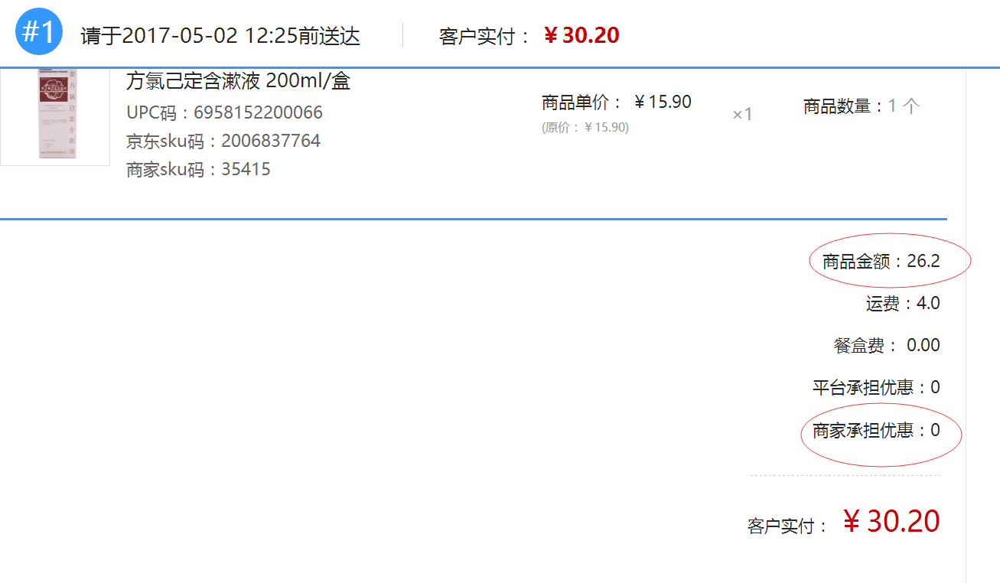 #1 请于2017-05-02 12:25前送达 客户实付： ￥30.20
方氯己定含漱液 200ml/盒
UPC码：6958152200066
京东sku码：2006837764
商家sku码：35415
商品单价： ￥15.90
(原价：￥15.90)
×1
商品数量：1 个
商品金额：26.2
运费：4.0
餐盒费： 0.00
平台承担优惠：0
商家承担优惠：0
客户实付： ￥30.20